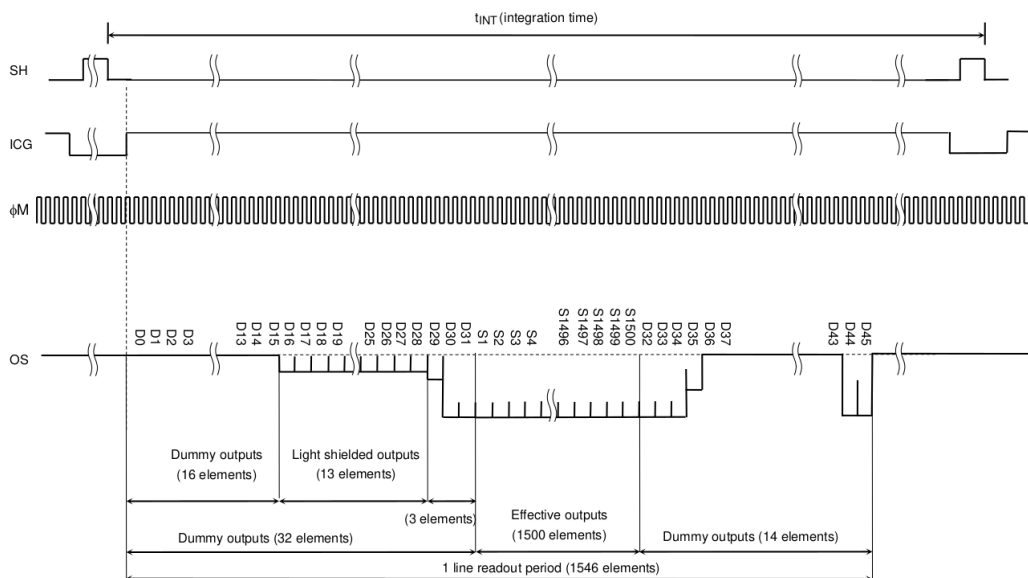 tINT (integration time)
SH
ICG
ϕM
OS
D0
D1
D2
D3
D13
D14
D15
D16
D17
D18
D19
D25
D26
D27
D28
D29
D30
D31
S1
S2
S3
S4
S1496
S1497
S1498
S1499
S1500
D32
D33
D34
D35
D36
D37
D43
D44
D45
Dummy outputs
(16 elements)
Light shielded outputs
(13 elements)
(3 elements)
Effective outputs
(1500 elements)
Dummy outputs (32 elements)
Dummy outputs (14 elements)
1 line readout period (1546 elements)